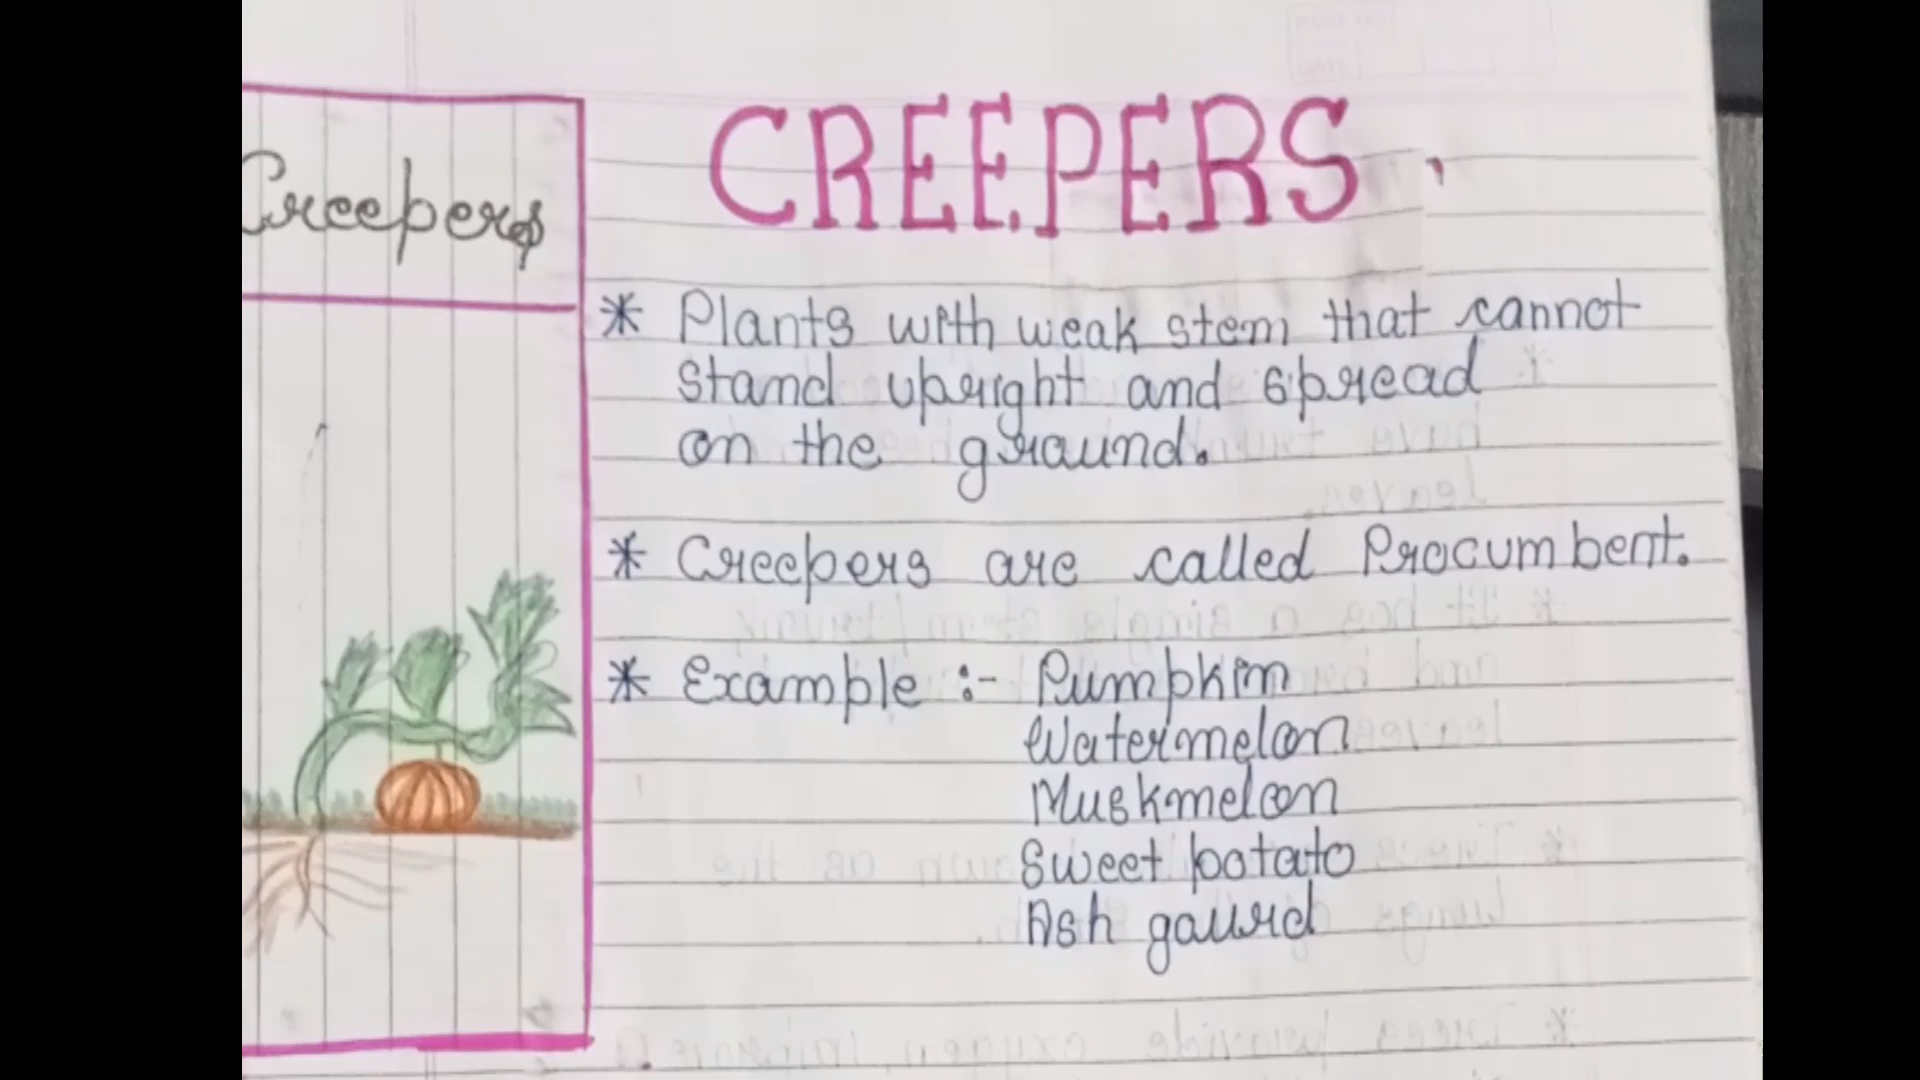 Creepers
CREEPERS.
* Plants with weak stem that cannot
stand upright and spread
on the ground.
* Creepers are called Procumbent.
* Example :- Pumpkin
Watermelon
Muskmelon
Sweet potato
Ash gaurd